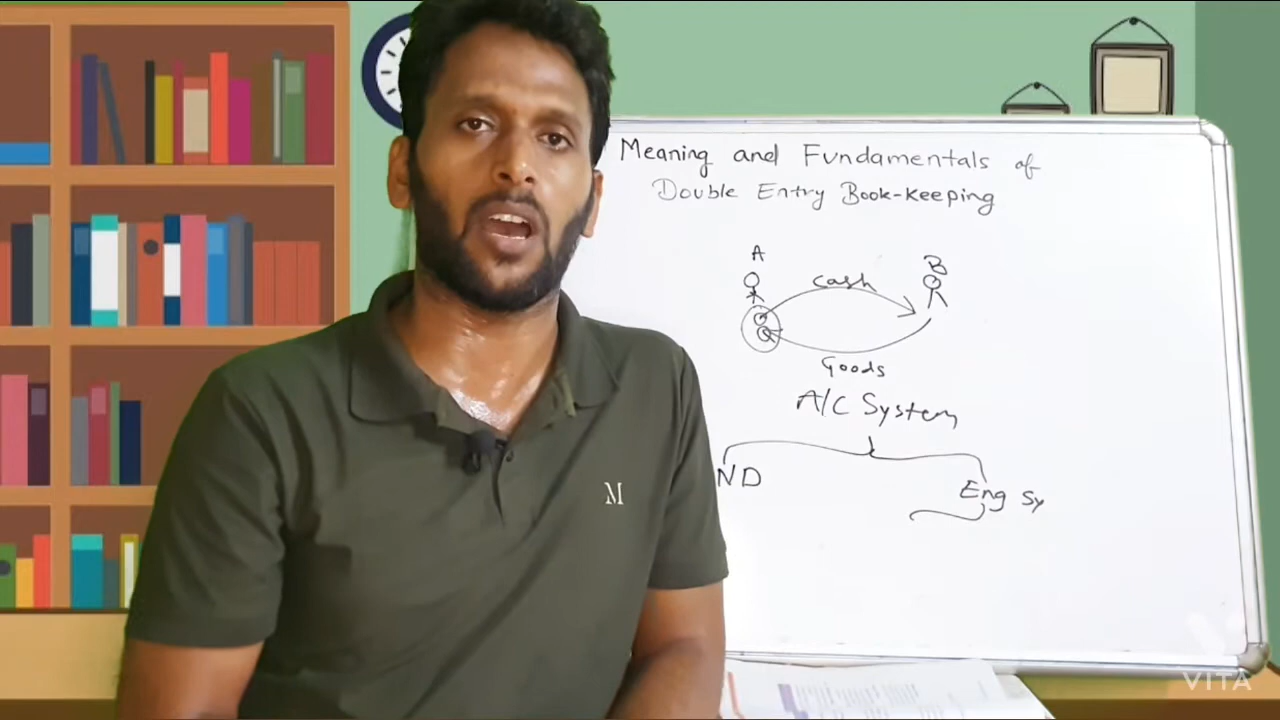 Meaning and Fundamentals of
Double Entry Book-Keeping
A
B
cash
Goods
A/C System
ND
Eng Sy
M
VITA